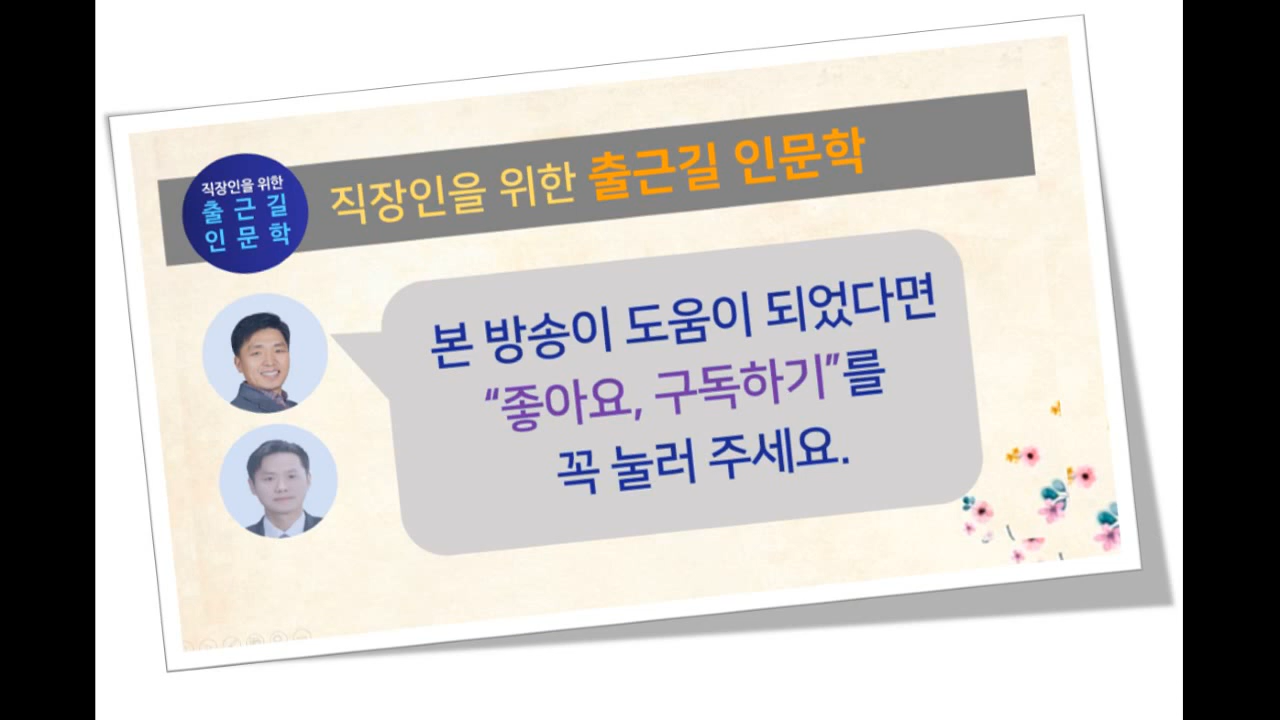 직장인을 위한
출 근 길
인 문 학
직장인을 위한 출근길 인문학
본 방송이 도움이 되었다면
“좋아요, 구독하기”를
꼭 눌러 주세요.